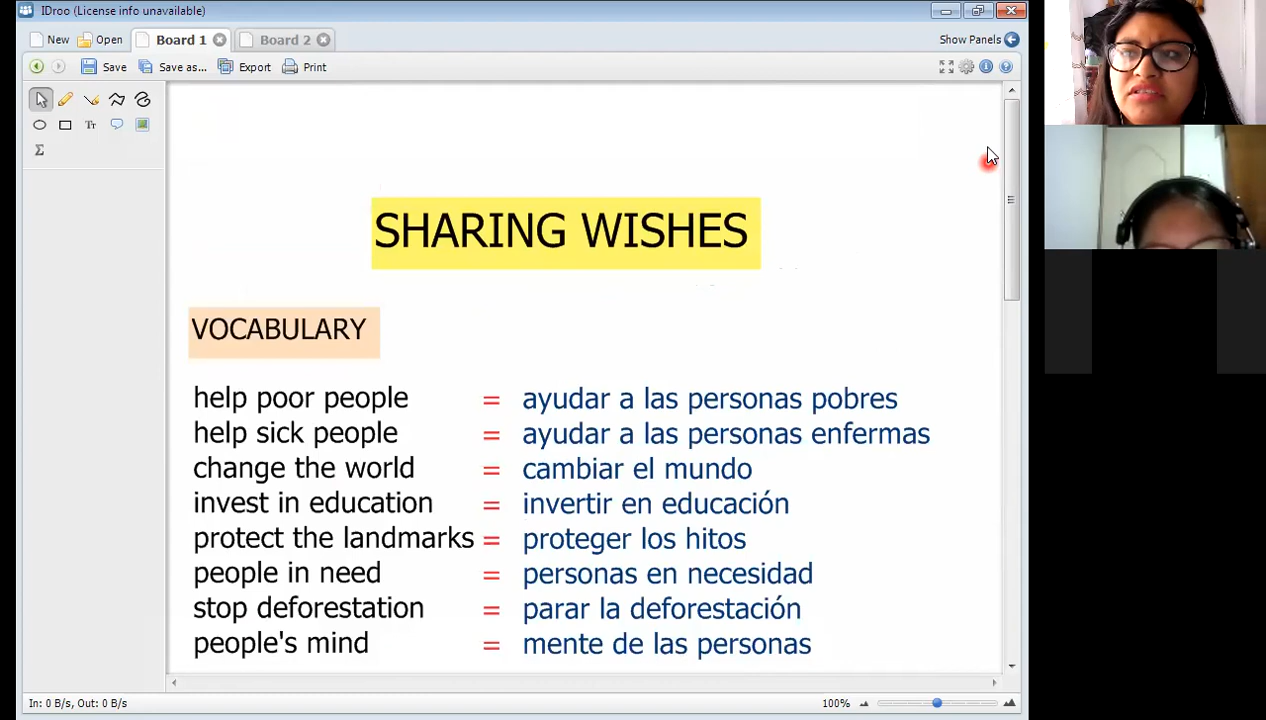 IDroo (License info unavailable)
New Open Board 1 Board 2 Show Panels
Save Save as... Export Print
Tr
Σ
SHARING WISHES
VOCABULARY
help poor people = ayudar a las personas pobres
help sick people = ayudar a las personas enfermas
change the world = cambiar el mundo
invest in education = invertir en educación
protect the landmarks = proteger los hitos
people in need = personas en necesidad
stop deforestation = parar la deforestación
people's mind = mente de las personas
In: 0 B/s, Out: 0 B/s 100%